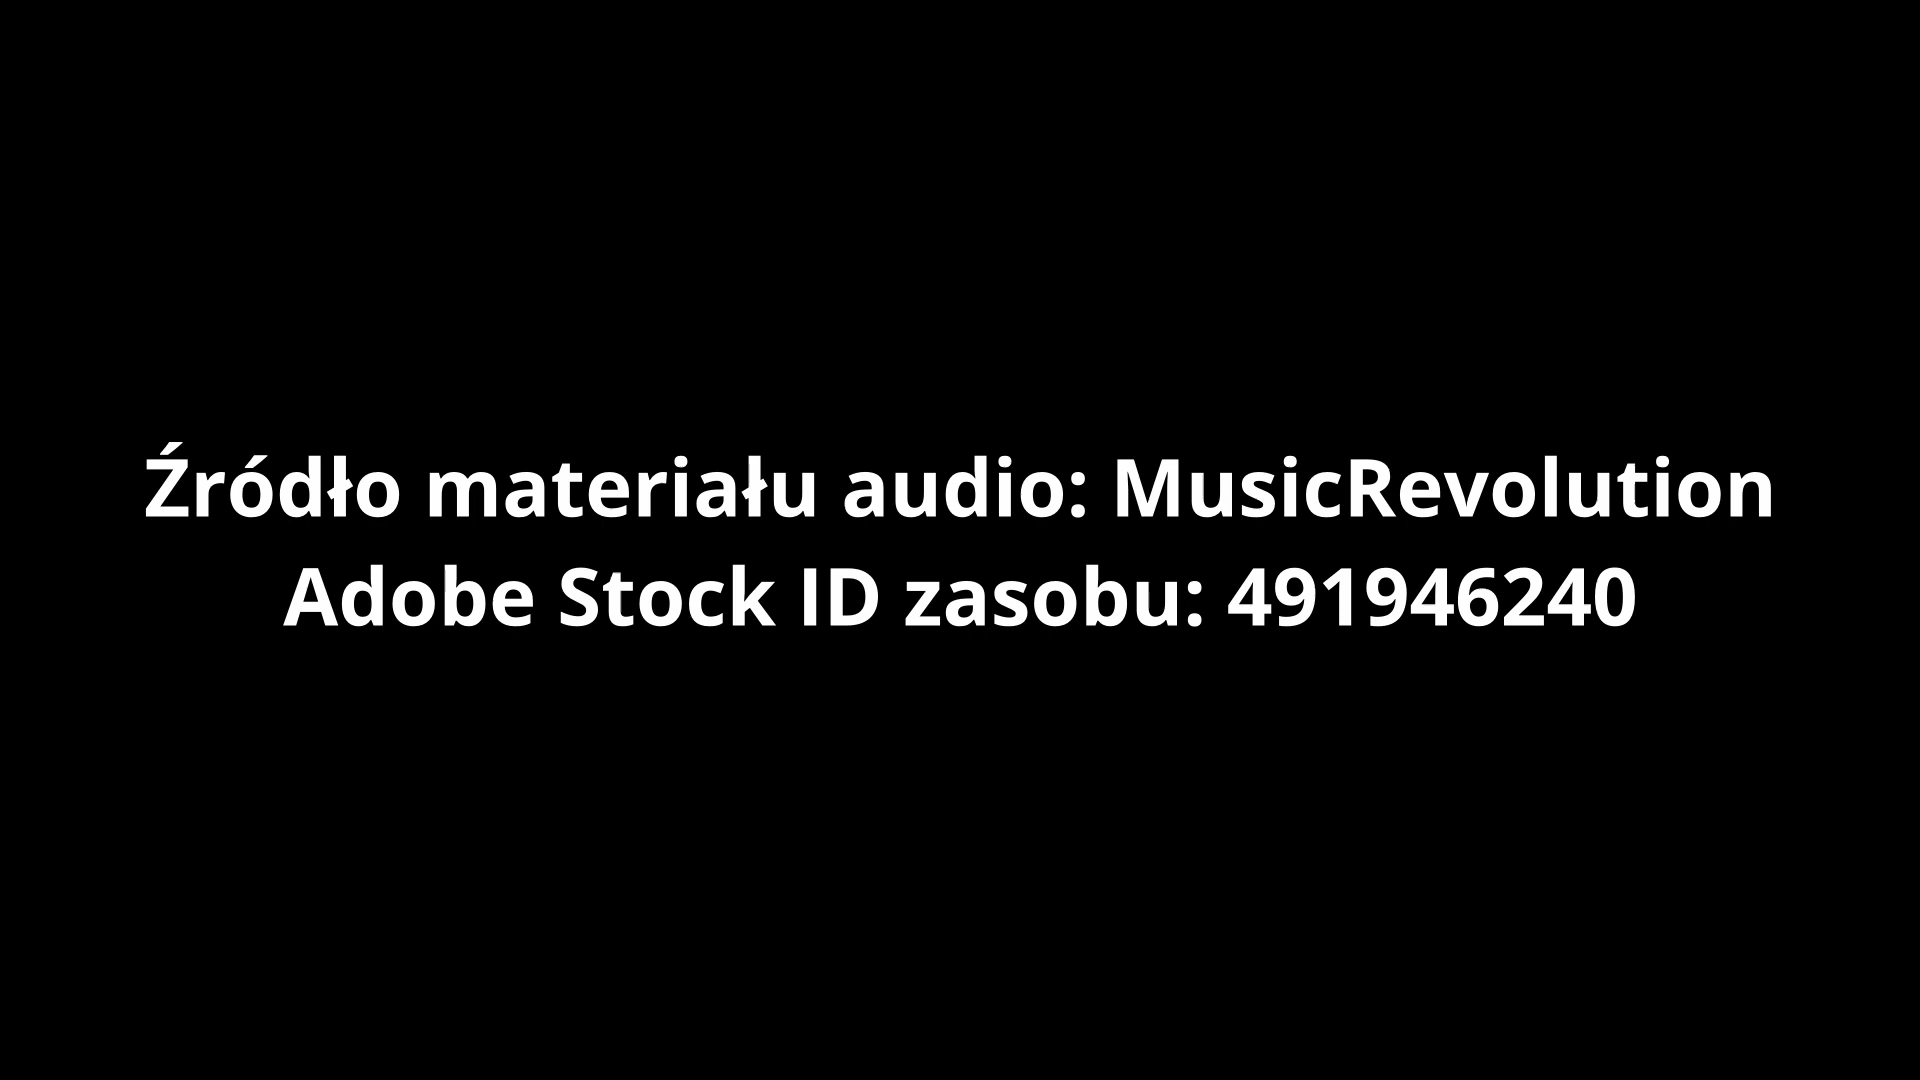 Źródło materiału audio: MusicRevolution
Adobe Stock ID zasobu: 491946240